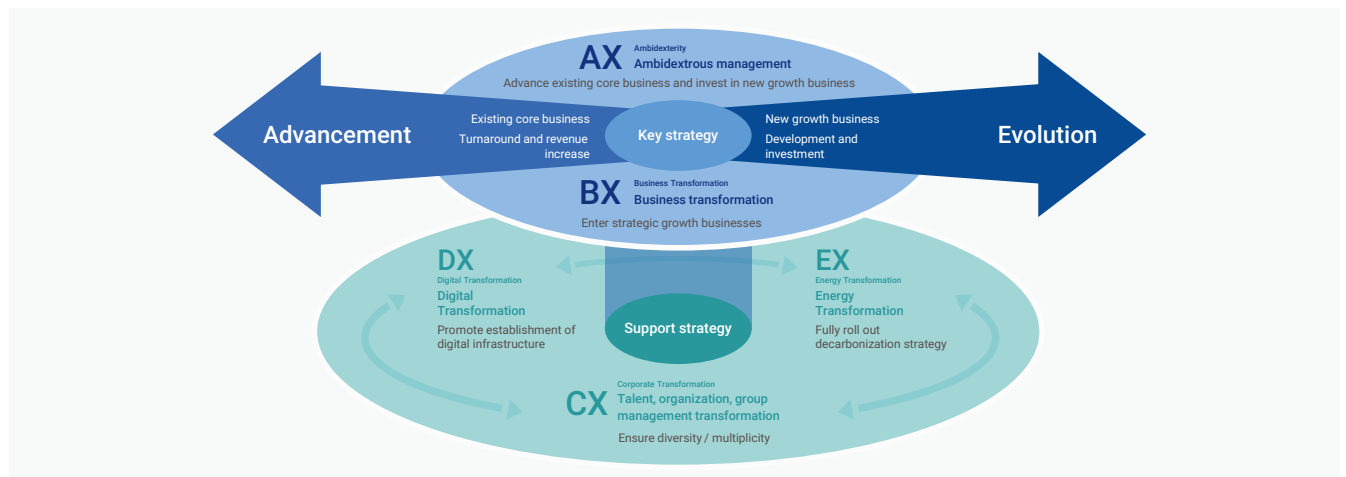 AX
Ambidexterity
Ambidextrous management
Advance existing core business and invest in new growth business
Advancement
Existing core business
Turnaround and revenue
increase
Key strategy
New growth business
Development and
investment
Evolution
BX
Business Transformation
Business transformation
Enter strategic growth businesses
DX
Digital Transformation
Digital
Transformation
Promote establishment of
digital infrastructure
Support strategy
EX
Energy Transformation
Energy
Transformation
Fully roll out
decarbonization strategy
CX
Corporate Transformation
Talent, organization, group
management transformation
Ensure diversity / multiplicity